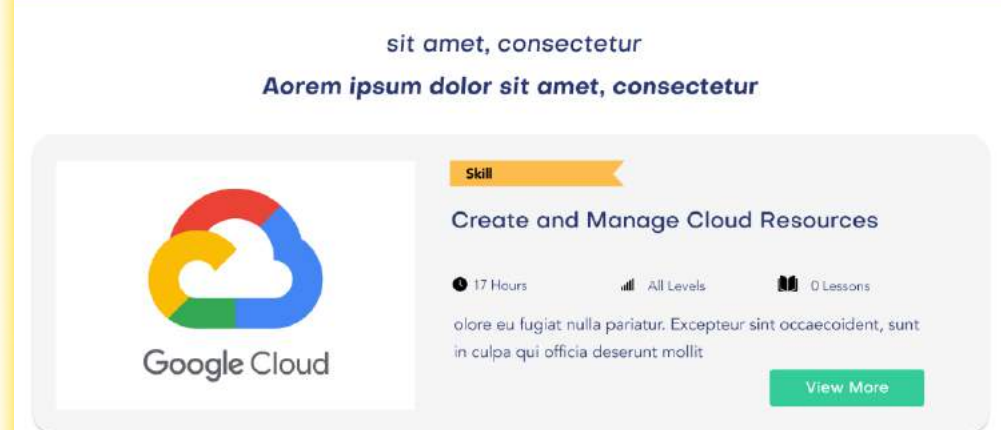 sit amet, consectetur
Aorem ipsum dolor sit amet, consectetur
Google Cloud
Skill
Create and Manage Cloud Resources
17 Hours
All Levels
0 Lessons
olore eu fugiat nulla pariatur. Excepteur sint occaecoident, sunt
in culpa qui officia deserunt mollit
View More